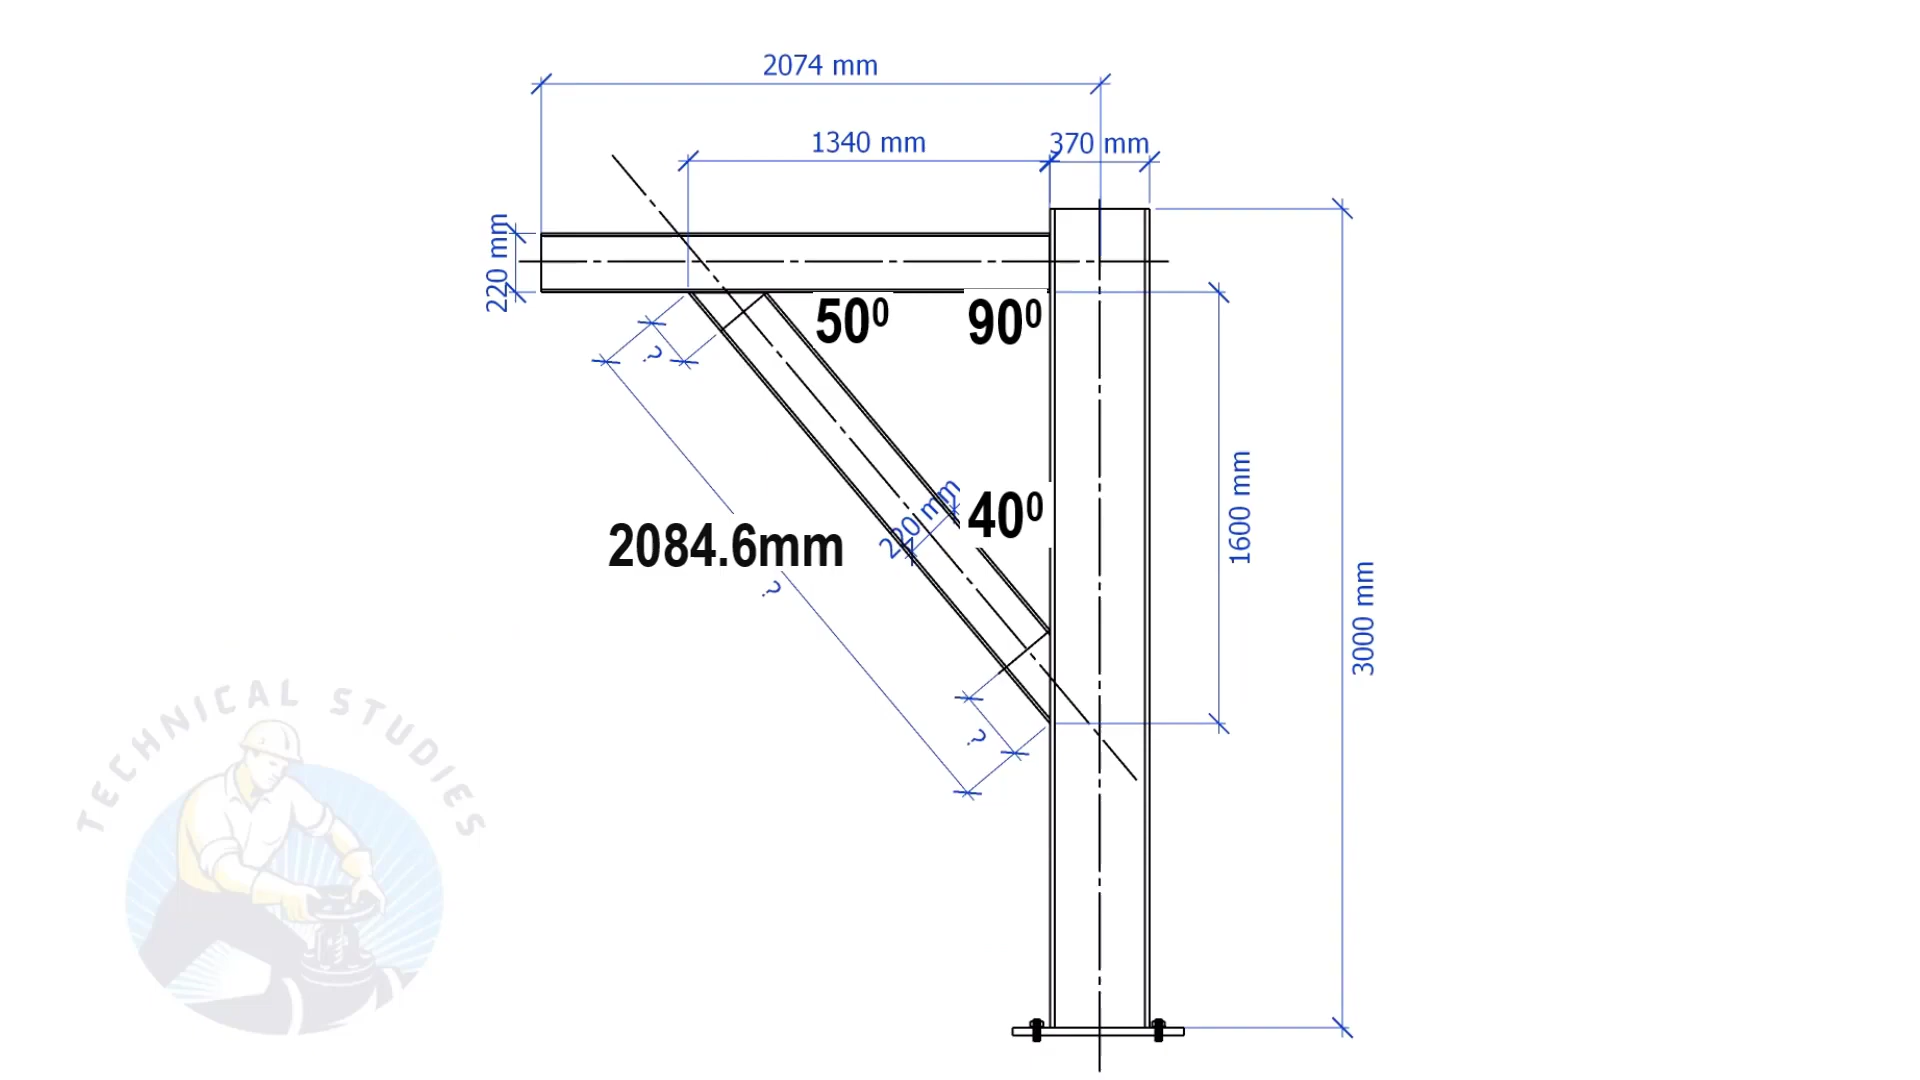 2074 mm
1340 mm
370 mm
220 mm
50⁰
90⁰
?
220 mm
40⁰
1600 mm
2084.6mm
?
3000 mm
?
TECHNICAL STUDIES